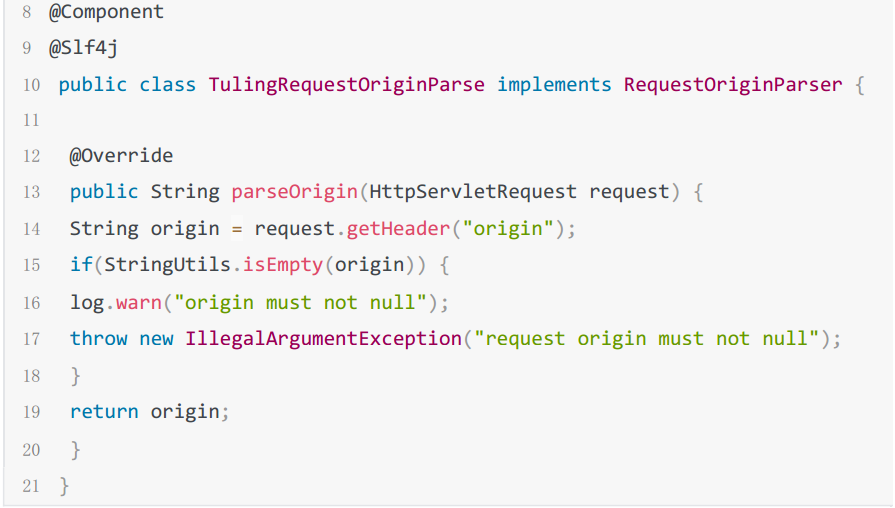 8 @Component
9 @Slf4j
10 public class TulingRequestOriginParse implements RequestOriginParser {
11
12 @Override
13 public String parseOrigin(HttpServletRequest request) {
14 String origin = request.getHeader("origin");
15 if(StringUtils.isEmpty(origin)) {
16 log.warn("origin must not null");
17 throw new IllegalArgumentException("request origin must not null");
18 }
19 return origin;
20 }
21 }